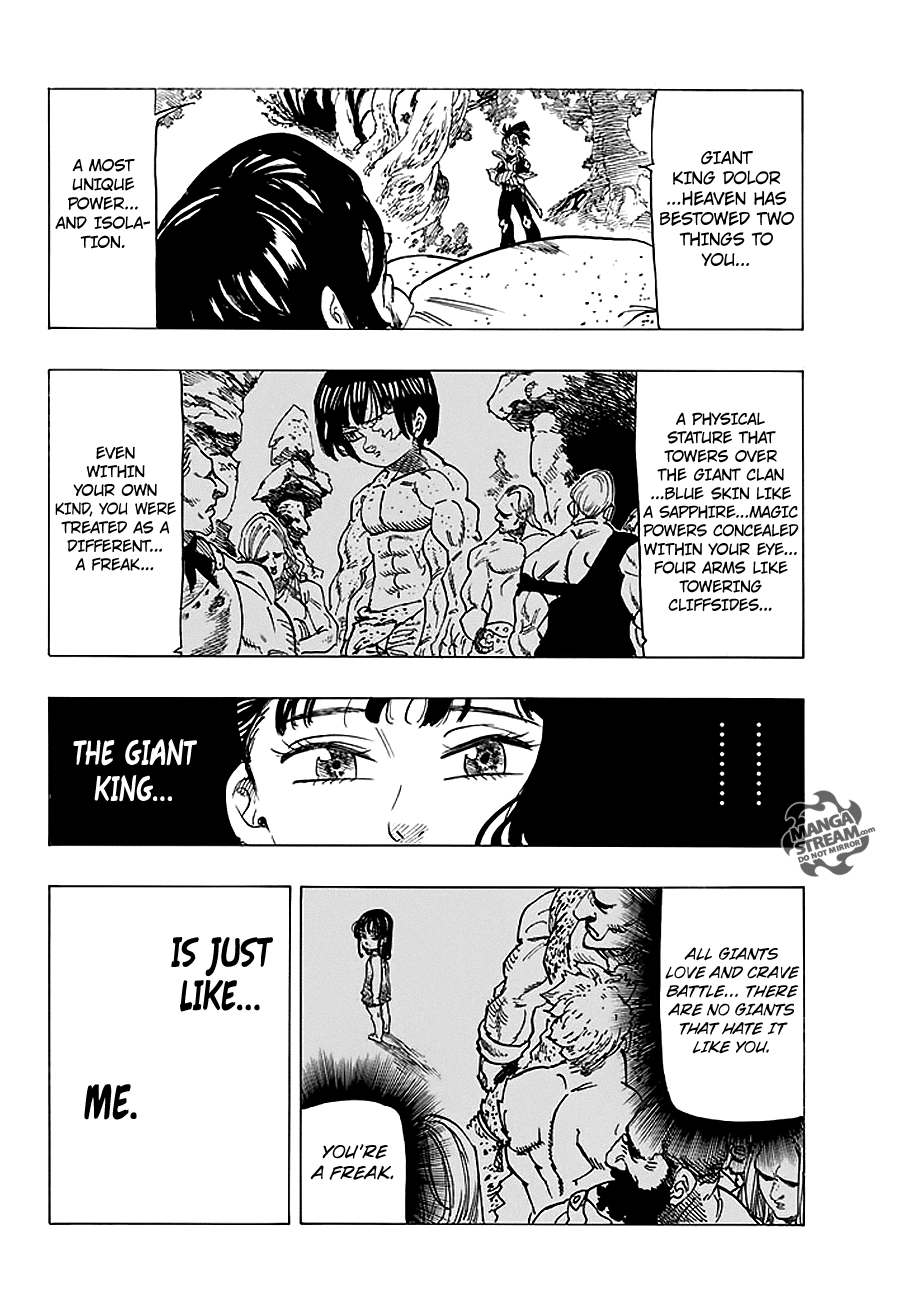 GIANT
KING DOLOR
...HEAVEN HAS
BESTOWED TWO
THINGS TO
YOU...
A MOST
UNIQUE
POWER...
AND ISOLA-
TION.
A PHYSICAL
STATURE THAT
TOWERS OVER
THE GIANT CLAN
...BLUE SKIN LIKE
A SAPPHIRE...MAGIC
POWERS CONCEALED
WITHIN YOUR EYE...
FOUR ARMS LIKE
TOWERING
CLIFFSIDES...
EVEN
WITHIN
YOUR OWN
KIND, YOU WERE
TREATED AS A
DIFFERENT...
A FREAK...
THE GIANT
KING...
MANGA
STREAM.com
DO NOT MIRROR
ALL GIANTS
LOVE AND CRAVE
BATTLE... THERE
ARE NO GIANTS
THAT HATE IT
LIKE YOU.
YOU'RE
A FREAK.
IS JUST
LIKE...
ME.